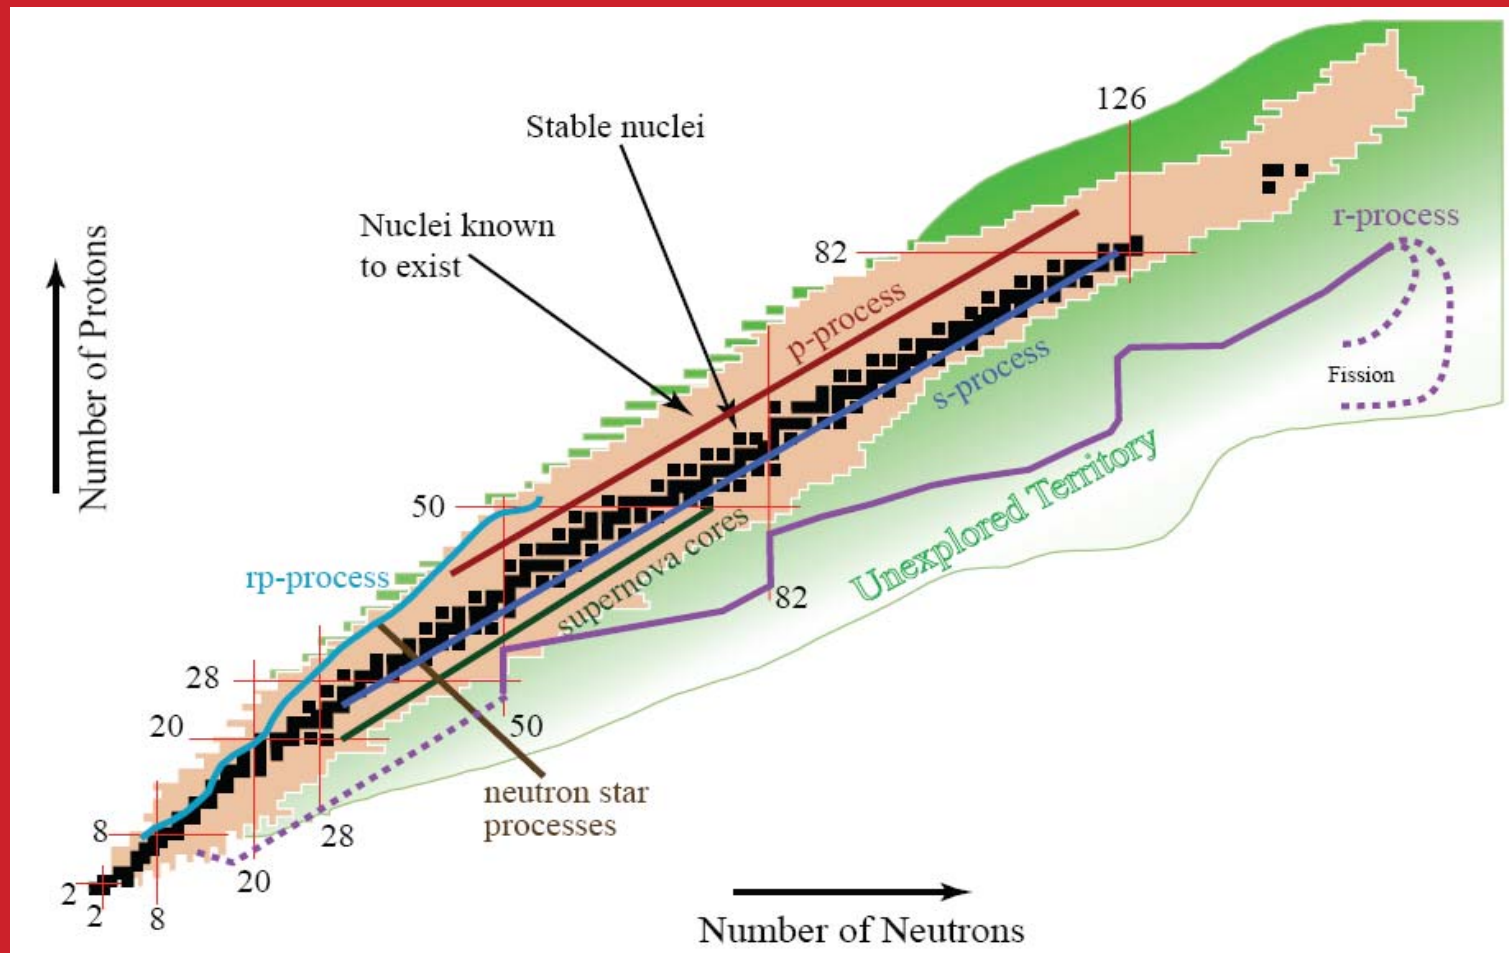 126
Stable nuclei
Nuclei known
to exist
r-process
82
p-process
Fission
s-process
Number of Protons
50
Unexplored Territory
supernova cores
rp-process
82
28
20
50
neutron star
processes
8
28
20
2
2
8
Number of Neutrons